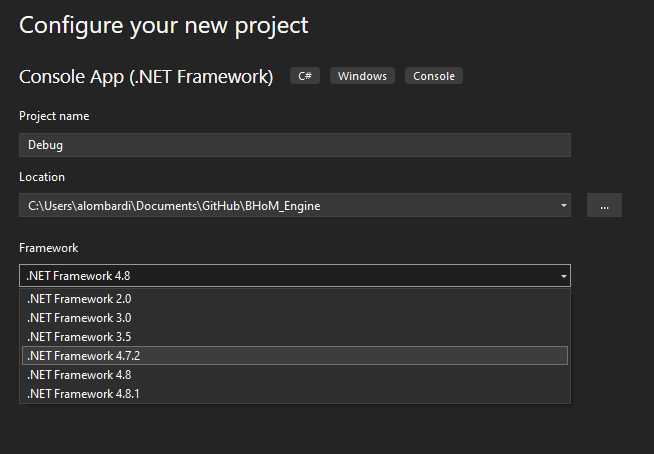 Configure your new project
Console App (.NET Framework) C# Windows Console
Project name
Debug
Location
C:\Users\alombardi\Documents\GitHub\BHoM_Engine ...
Framework
.NET Framework 4.8
.NET Framework 2.0
.NET Framework 3.0
.NET Framework 3.5
.NET Framework 4.7.2
.NET Framework 4.8
.NET Framework 4.8.1